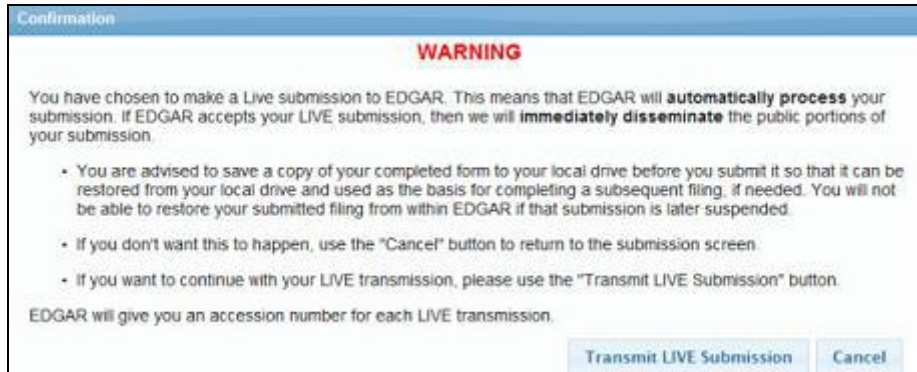 Confirmation
WARNING
You have chosen to make a Live submission to EDGAR. This means that EDGAR will automatically process your
submission. If EDGAR accepts your LIVE submission, then we will immediately disseminate the public portions of
your submission.
• You are advised to save a copy of your completed form to your local drive before you submit it so that it can be
restored from your local drive and used as the basis for completing a subsequent filing, if needed. You will not
be able to restore your submitted filing from within EDGAR if that submission is later suspended.
• If you don't want this to happen, use the "Cancel" button to return to the submission screen.
• If you want to continue with your LIVE transmission, please use the "Transmit LIVE Submission" button.
EDGAR will give you an accession number for each LIVE transmission.
Transmit LIVE Submission Cancel